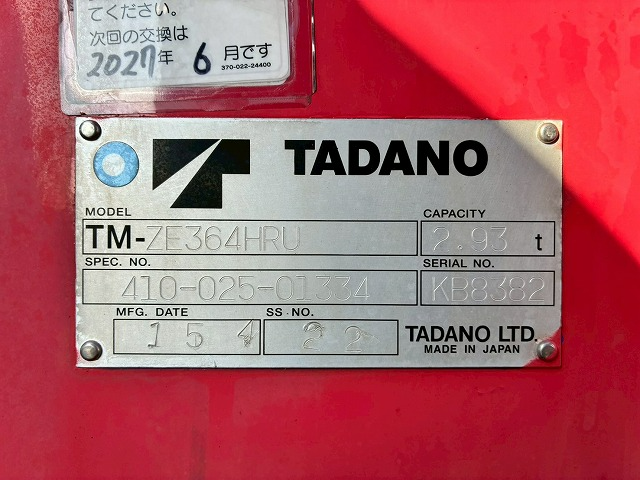 てください。
次回の交換は
2027年 6月です
370-022-24400
TADANO
MODEL
TM-ZE364HRU
CAPACITY
2.93 t
SPEC. NO.
410-025-01334
SERIAL NO.
KB8382
MFG. DATE
15 4
SS NO.
22
TADANO LTD.
MADE IN JAPAN